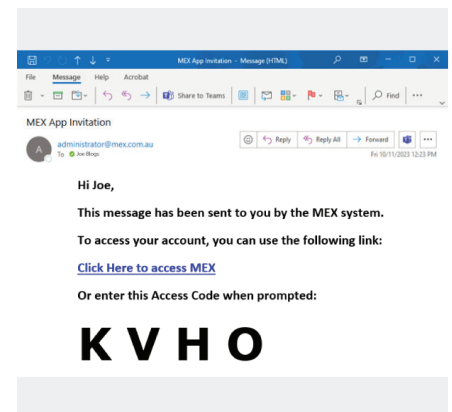 MEX App Invitation - Message (HTML)
File Message Help Acrobat
Share to Teams Find
MEX App Invitation
A
administrator@mex.com.au
To Joe Blogs
Reply Reply All Forward
Fri 10/11/2023 12:23 PM
Hi Joe,
This message has been sent to you by the MEX system.
To access your account, you can use the following link:
Click Here to access MEX
Or enter this Access Code when prompted:
K V H O